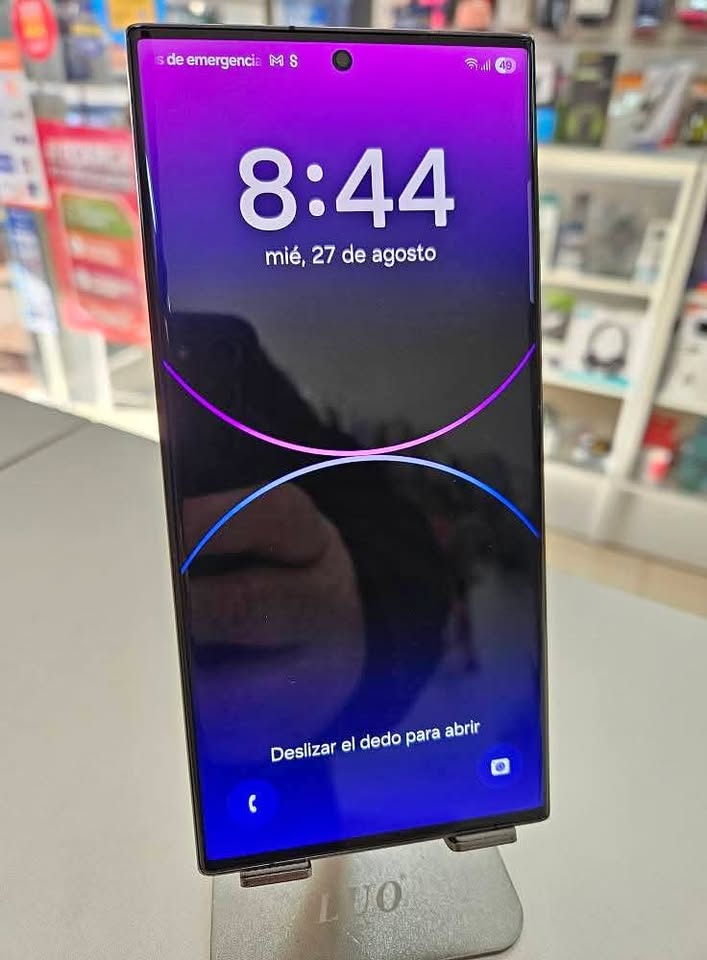 s de emergencia M S 49
8:44
mié, 27 de agosto
Deslizar el dedo para abrir
LUO